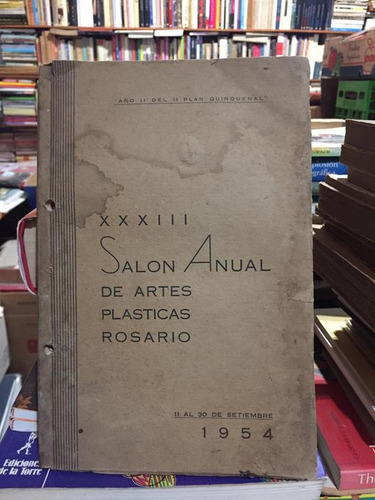 "AÑO II DEL II PLAN QUINQUENAL"
XXXIII
SALON ANUAL
DE ARTES
PLASTICAS
ROSARIO
11 AL 30 DE SETIEMBRE
1954
Ediciones
de la Torre